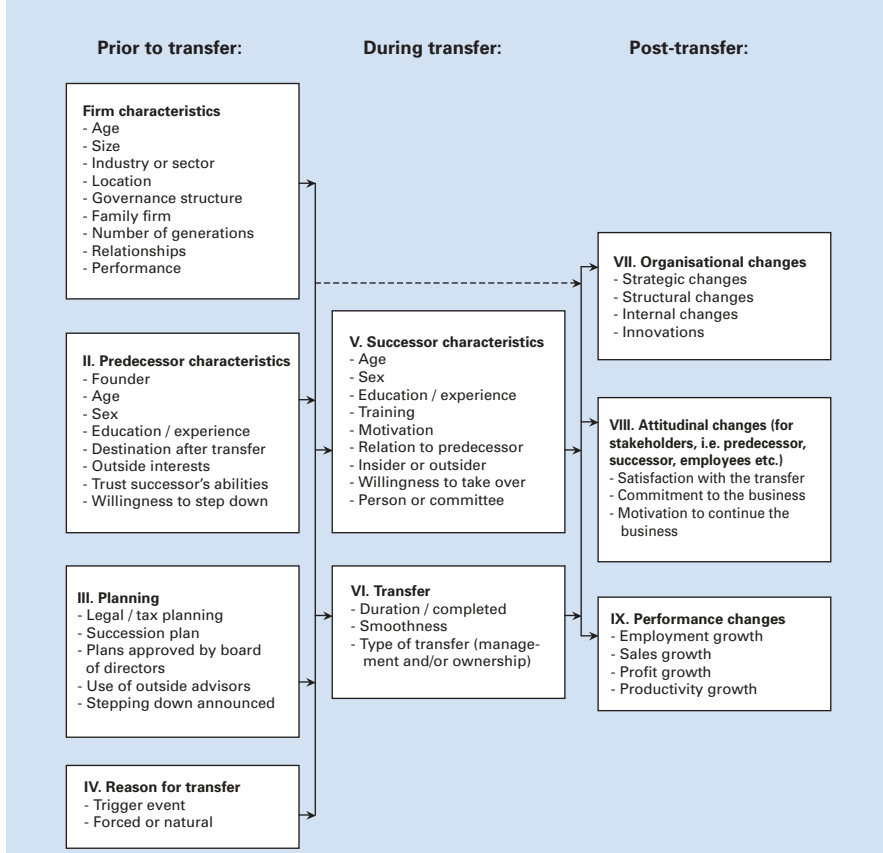 Prior to transfer:
During transfer:
Post-transfer:
Firm characteristics
- Age
- Size
- Industry or sector
- Location
- Governance structure
- Family firm
- Number of generations
- Relationships
- Performance
II. Predecessor characteristics
- Founder
- Age
- Sex
- Education / experience
- Destination after transfer
- Outside interests
- Trust successor's abilities
- Willingness to step down
III. Planning
- Legal / tax planning
- Succession plan
- Plans approved by board
of directors
- Use of outside advisors
- Stepping down announced
IV. Reason for transfer
- Trigger event
- Forced or natural
V. Successor characteristics
- Age
- Sex
- Education / experience
- Training
- Motivation
- Relation to predecessor
- Insider or outsider
- Willingness to take over
- Person or committee
VI. Transfer
- Duration / completed
- Smoothness
- Type of transfer (manage-
ment and/or ownership)
VII. Organisational changes
- Strategic changes
- Structural changes
- Internal changes
- Innovations
VIII. Attitudinal changes (for
stakeholders, i.e. predecessor,
successor, employees etc.)
- Satisfaction with the transfer
- Commitment to the business
- Motivation to continue the
business
IX. Performance changes
- Employment growth
- Sales growth
- Profit growth
- Productivity growth